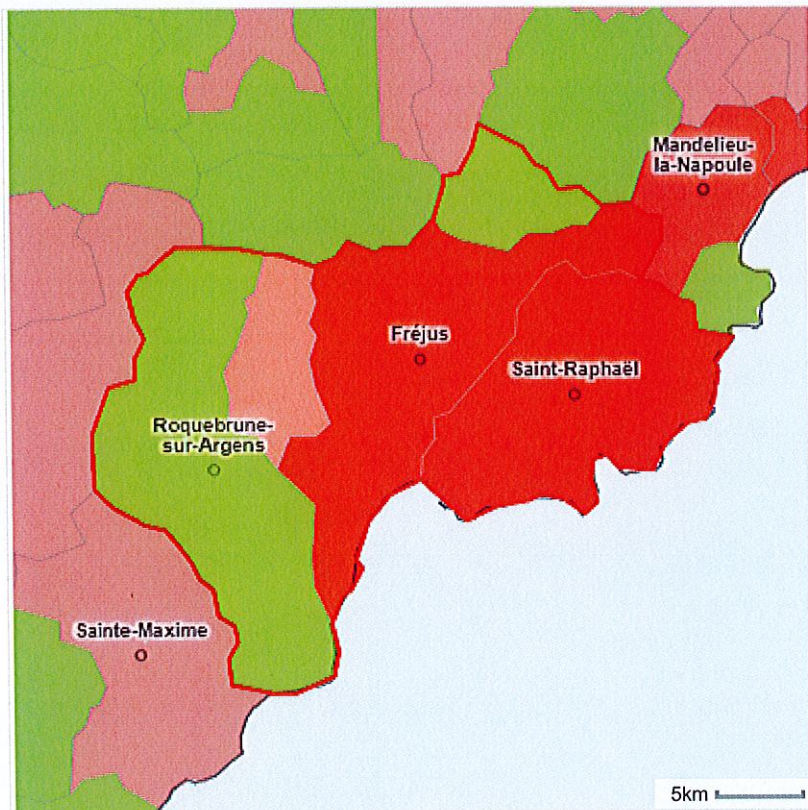 Mandelieu-
la-Napoule
Fréjus
Saint-Raphaël
Roquebrune-
sur-Argens
Sainte-Maxime
5km